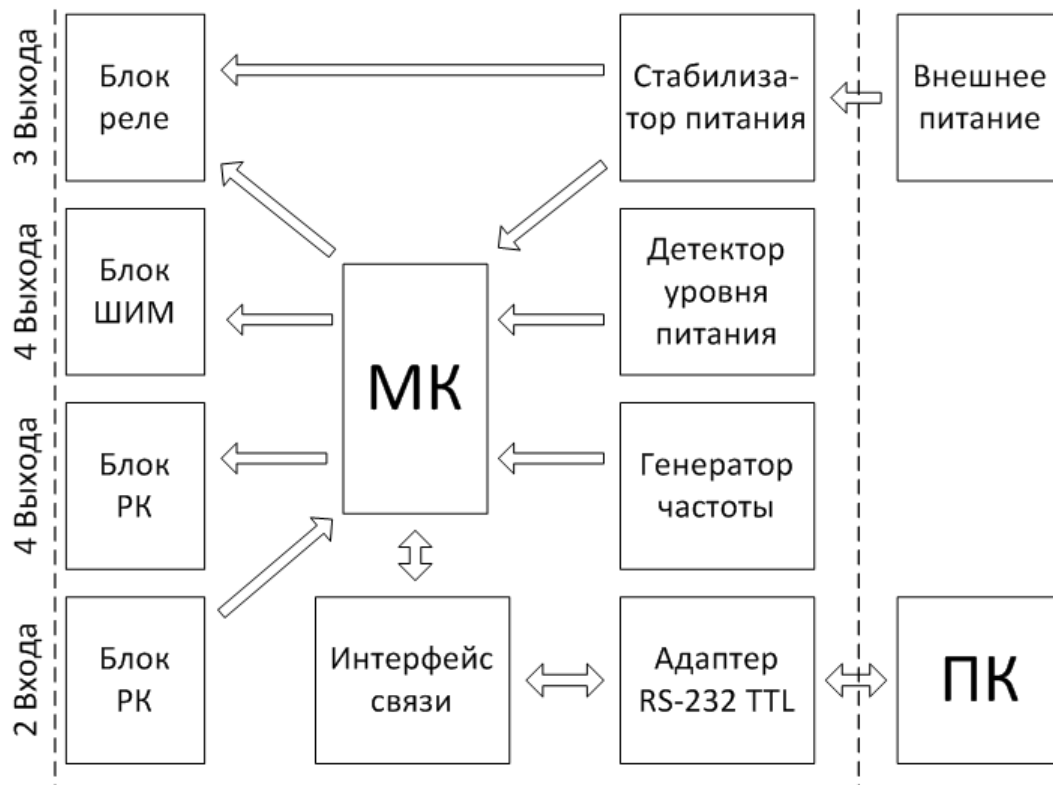 3 Выхода
Блок
реле
Стабилиза-
тор питания
Внешнее
питание
4 Выхода
Блок
ШИМ
МК
Детектор
уровня
питания
4 Выхода
Блок
РК
Генератор
частоты
2 Входа
Блок
РК
Интерфейс
связи
Адаптер
RS-232 TTL
ПК